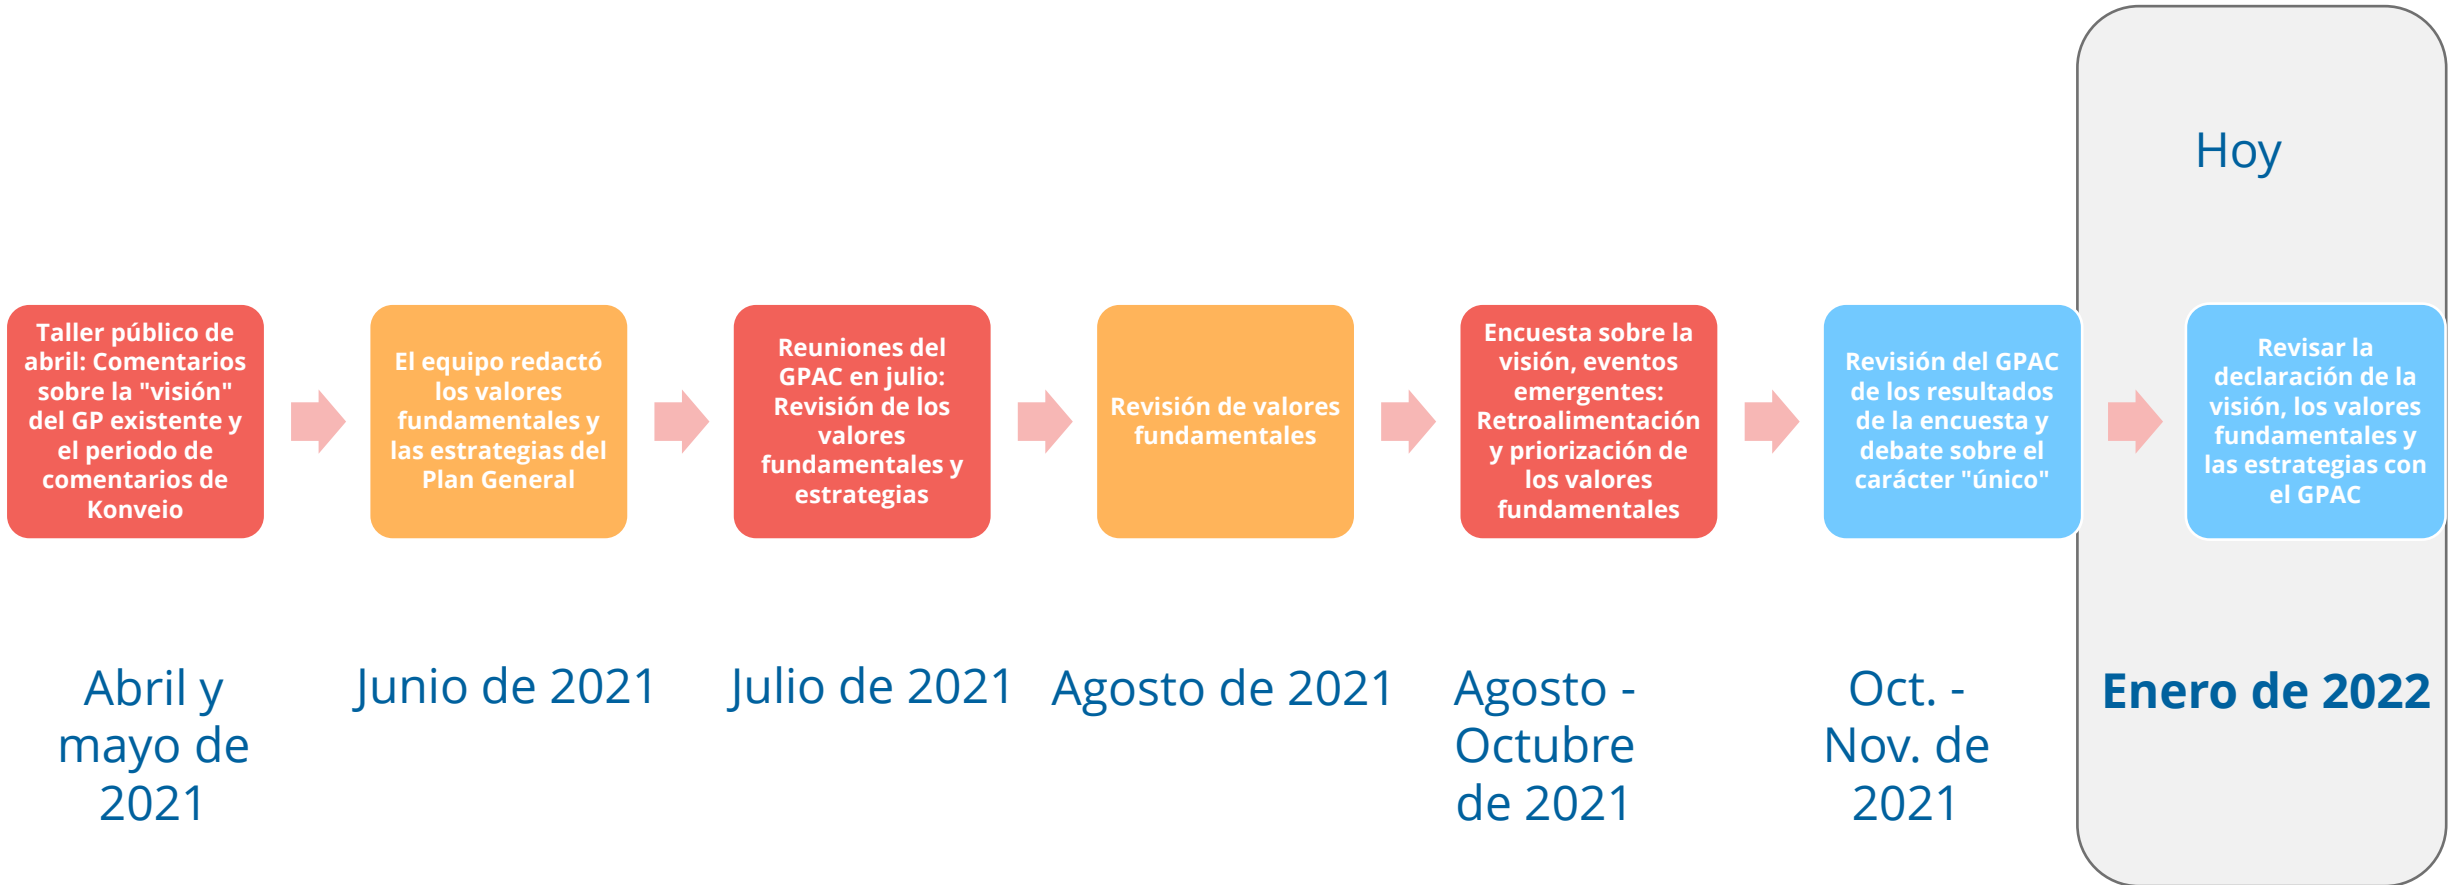 Hoy
Taller público de
abril: Comentarios
sobre la "visión"
del GP existente y
el periodo de
comentarios de
Konveio
El equipo redactó
los valores
fundamentales y
las estrategias del
Plan General
Reuniones del
GPAC en julio:
Revisión de los
valores
fundamentales y
estrategias
Revisión de valores
fundamentales
Encuesta sobre la
visión, eventos
emergentes:
Retroalimentación
y priorización de
los valores
fundamentales
Revisión del GPAC
de los resultados
de la encuesta y
debate sobre el
carácter "único"
Revisar la
declaración de la
visión, los valores
fundamentales y
las estrategias con
el GPAC
Abril y
mayo de
2021
Junio de 2021
Julio de 2021
Agosto de 2021
Agosto -
Octubre
de 2021
Oct. -
Nov. de
2021
Enero de 2022